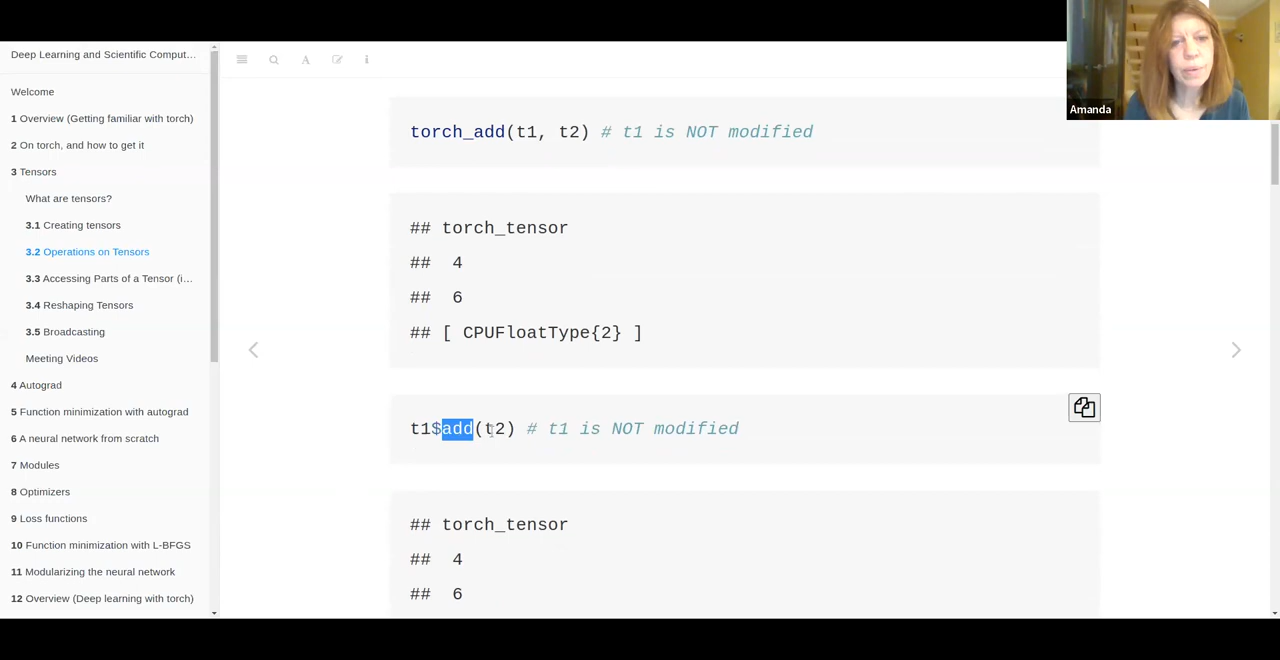 Deep Learning and Scientific Comput…
Welcome
1 Overview (Getting familiar with torch)
2 On torch, and how to get it
3 Tensors
What are tensors?
3.1 Creating tensors
3.2 Operations on Tensors
3.3 Accessing Parts of a Tensor (i…
3.4 Reshaping Tensors
3.5 Broadcasting
Meeting Videos
4 Autograd
5 Function minimization with autograd
6 A neural network from scratch
7 Modules
8 Optimizers
9 Loss functions
10 Function minimization with L-BFGS
11 Modularizing the neural network
12 Overview (Deep learning with torch)
A
i
torch_add(t1, t2) # t1 is NOT modified
## torch_tensor
## 4
## 6
## [ CPUFloatType{2} ]
t1$add(t2) # t1 is NOT modified
## torch_tensor
## 4
## 6
Amanda